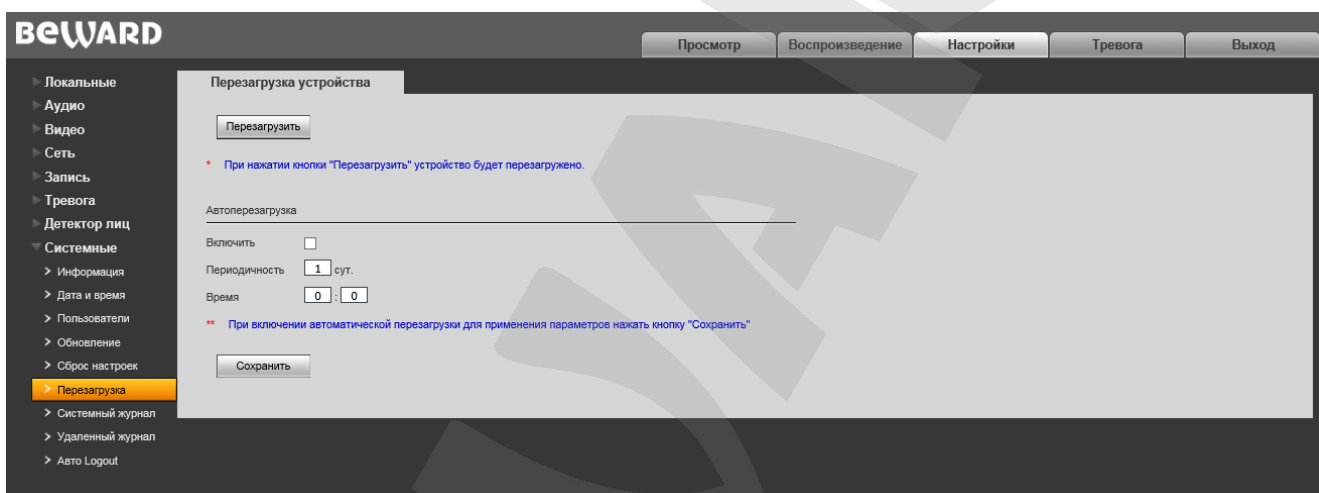 BEWARD
Просмотр
Воспроизведение
Настройки
Тревога
Выход
Локальные
Аудио
Видео
Сеть
Запись
Тревога
Детектор лиц
Системные
Информация
Дата и время
Пользователи
Обновление
Сброс настроек
Перезагрузка
Системный журнал
Удаленный журнал
Авто Logout
Перезагрузка устройства
Перезагрузить
* При нажатии кнопки "Перезагрузить" устройство будет перезагружено.
Автоперезагрузка
Включить
Периодичность 1 сут.
Время 0 : 0
** При включении автоматической перезагрузки для применения параметров нажать кнопку "Сохранить"
Сохранить